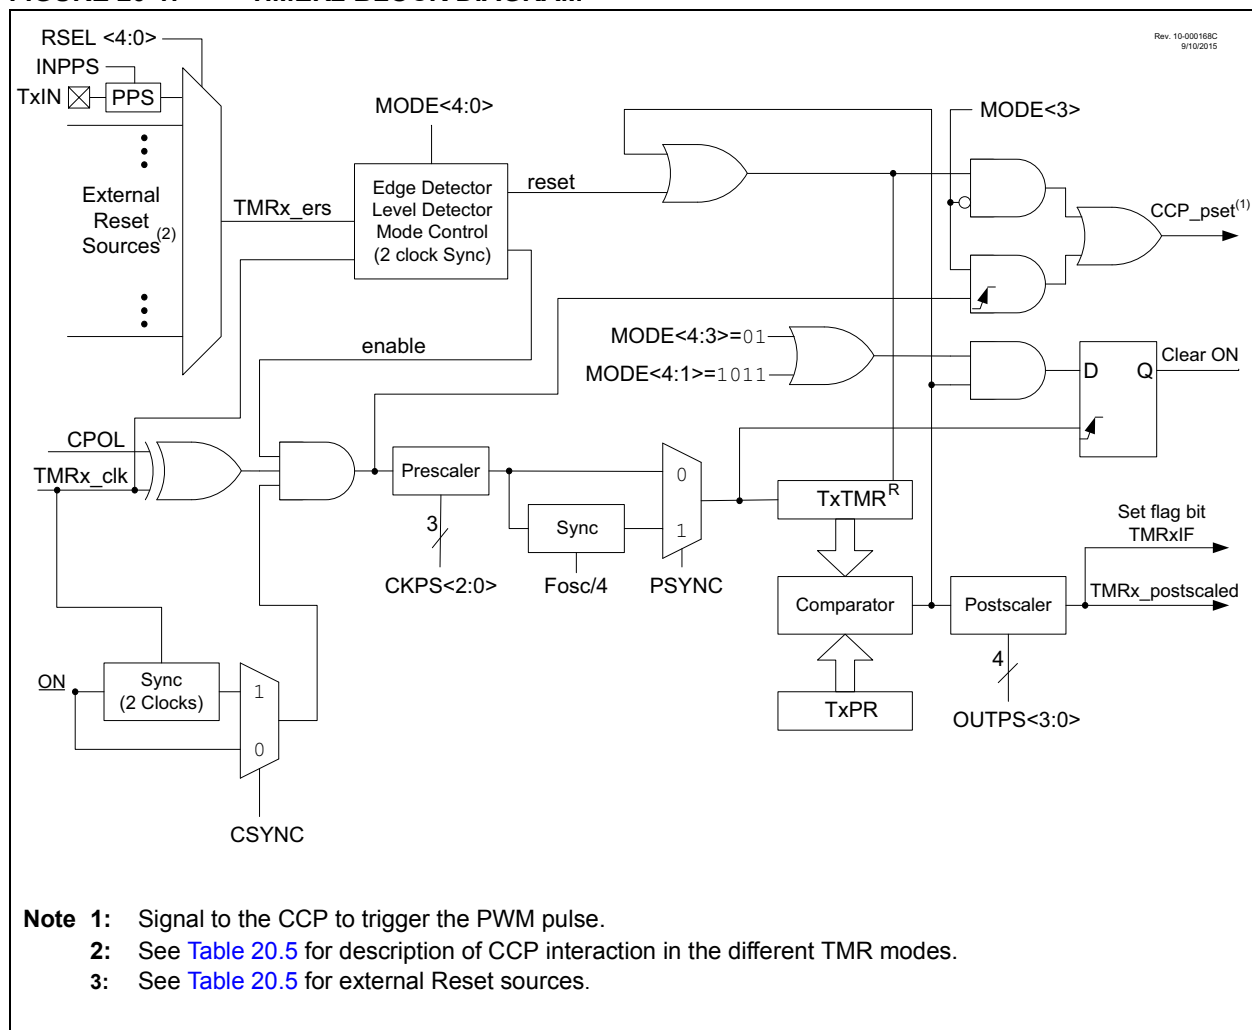 RSEL <4:0>
Rev. 10-000168C
9/10/2015
INPPS
TxIN
PPS
MODE<4:0>
MODE<3>
External
Reset
Sources(2)
TMRx_ers
Edge Detector
Level Detector
Mode Control
(2 clock Sync)
reset
CCP_pset(1)
enable
MODE<4:3>=01
MODE<4:1>=1011
D
Q
Clear ON
CPOL
TMRx_clk
Prescaler
0
1
3
Sync
CKPS<2:0>
Fosc/4
PSYNC
TxTMR
R
Set flag bit
TMRxIF
Comparator
Postscaler
TMRx_postscaled
4
TxPR
OUTPS<3:0>
ON
Sync
(2 Clocks)
1
0
CSYNC
Note 1: Signal to the CCP to trigger the PWM pulse.
2: See Table 20.5 for description of CCP interaction in the different TMR modes.
3: See Table 20.5 for external Reset sources.